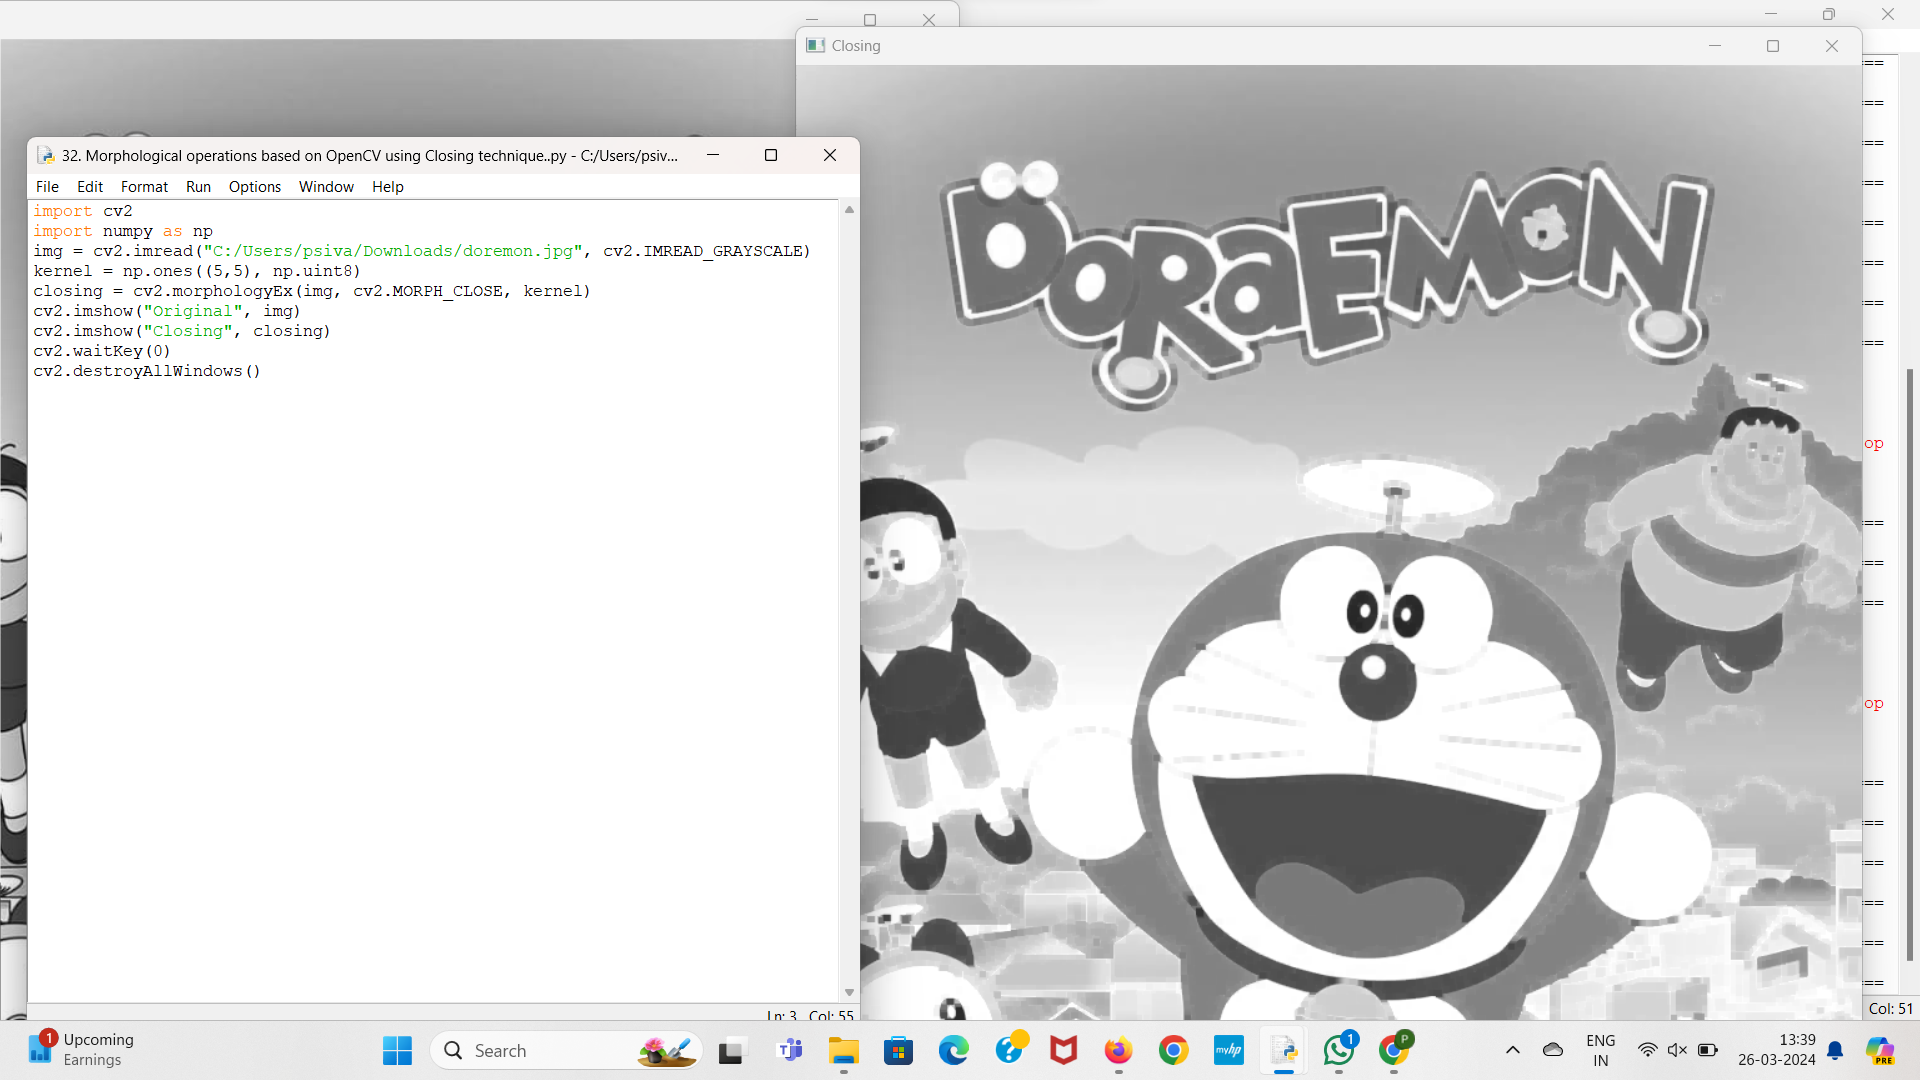 Closing
DORAEMON
32. Morphological operations based on OpenCV using Closing technique..py - C:/Users/psiv...
File Edit Format Run Options Window Help
import cv2
import numpy as np
img = cv2.imread("C:/Users/psiva/Downloads/doremon.jpg", cv2.IMREAD_GRAYSCALE)
kernel = np.ones((5,5), np.uint8)
closing = cv2.morphologyEx(img, cv2.MORPH_CLOSE, kernel)
cv2.imshow("Original", img)
cv2.imshow("Closing", closing)
cv2.waitKey(0)
cv2.destroyAllWindows()
Ln: 3 Col: 55
==
==
==
==
==
==
==
==
op
==
==
==
op
==
==
==
==
==
==
Col: 51
1
Upcoming
Earnings
Search
myhp
1
P
ENG
IN
13:39
26-03-2024
PRE